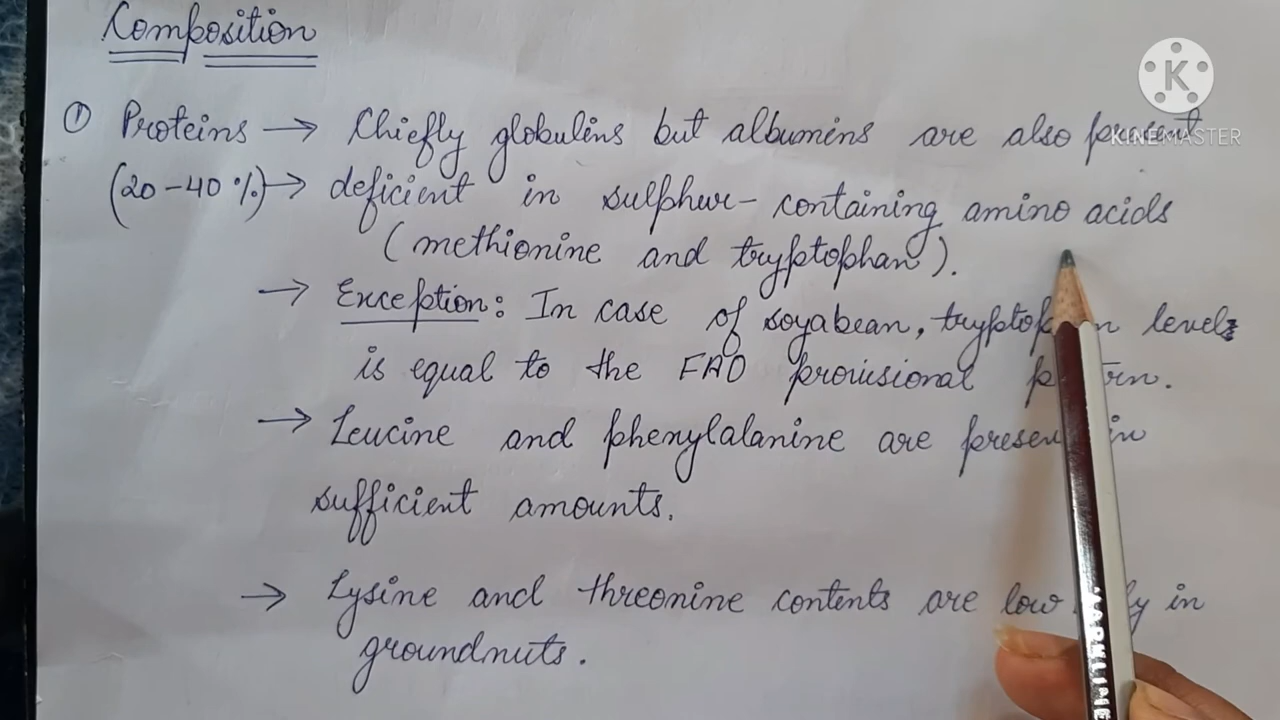 Composition
① Proteins → Chiefly globulins but albumins are also present
(20-40%) → deficient in sulphur-containing amino acids
(methionine and tryptophan).
→ Exception: In case of soyabean, levels
is equal to the FAO provisional
→ Leucine and phenylalanine are in
sufficient amounts.
→ Lysine and threonine contents are low in
groundnuts.
K
KINEMASTER